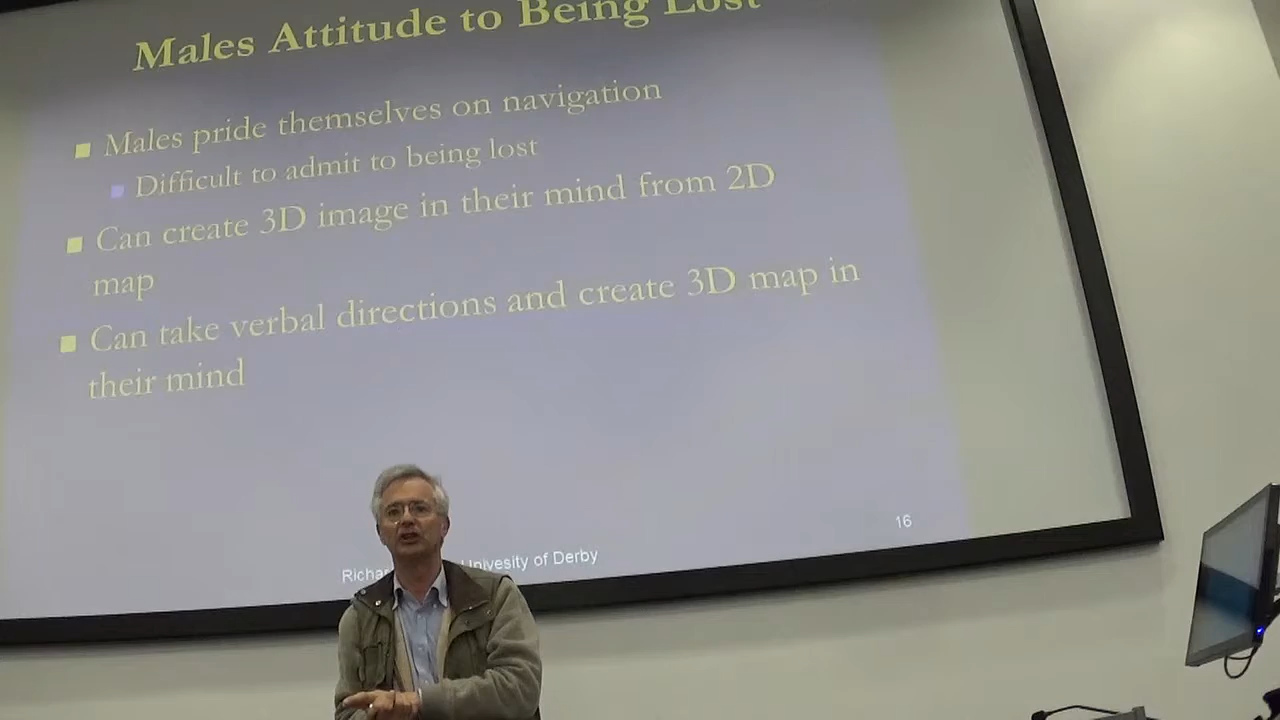 Males Attitude to Being Lost
Males pride themselves on navigation
Difficult to admit to being lost
Can create 3D image in their mind from 2D
map
Can take verbal directions and create 3D map in
their mind
16
Univesity of Derby